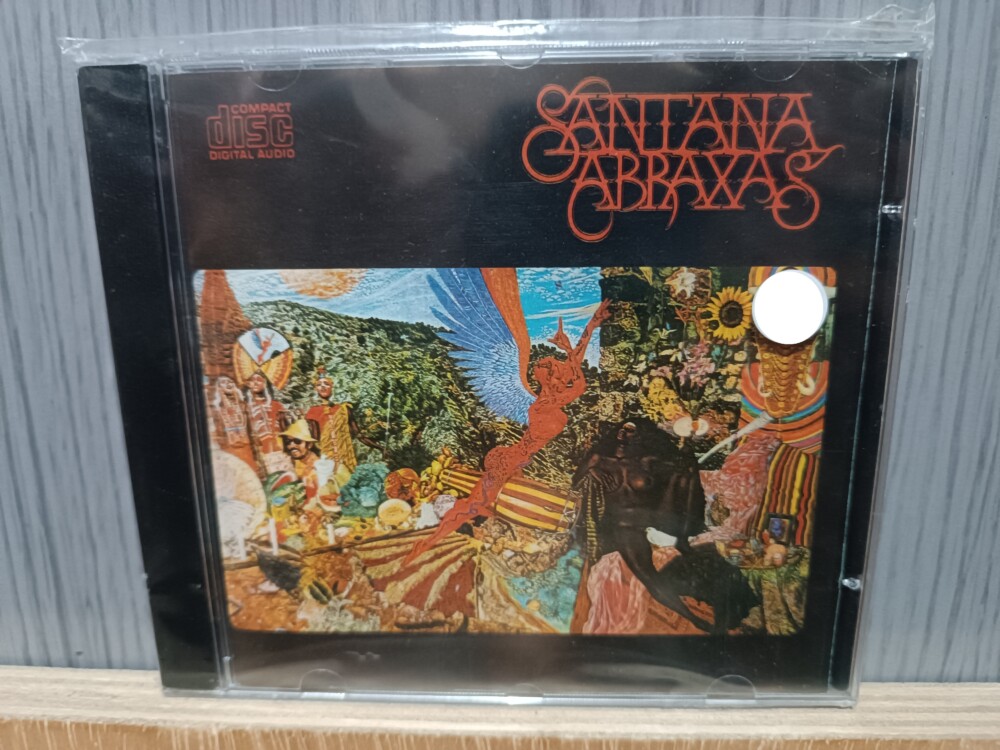 COMPACT
disc
DIGITAL AUDIO
SANTANA
ABRAXAS